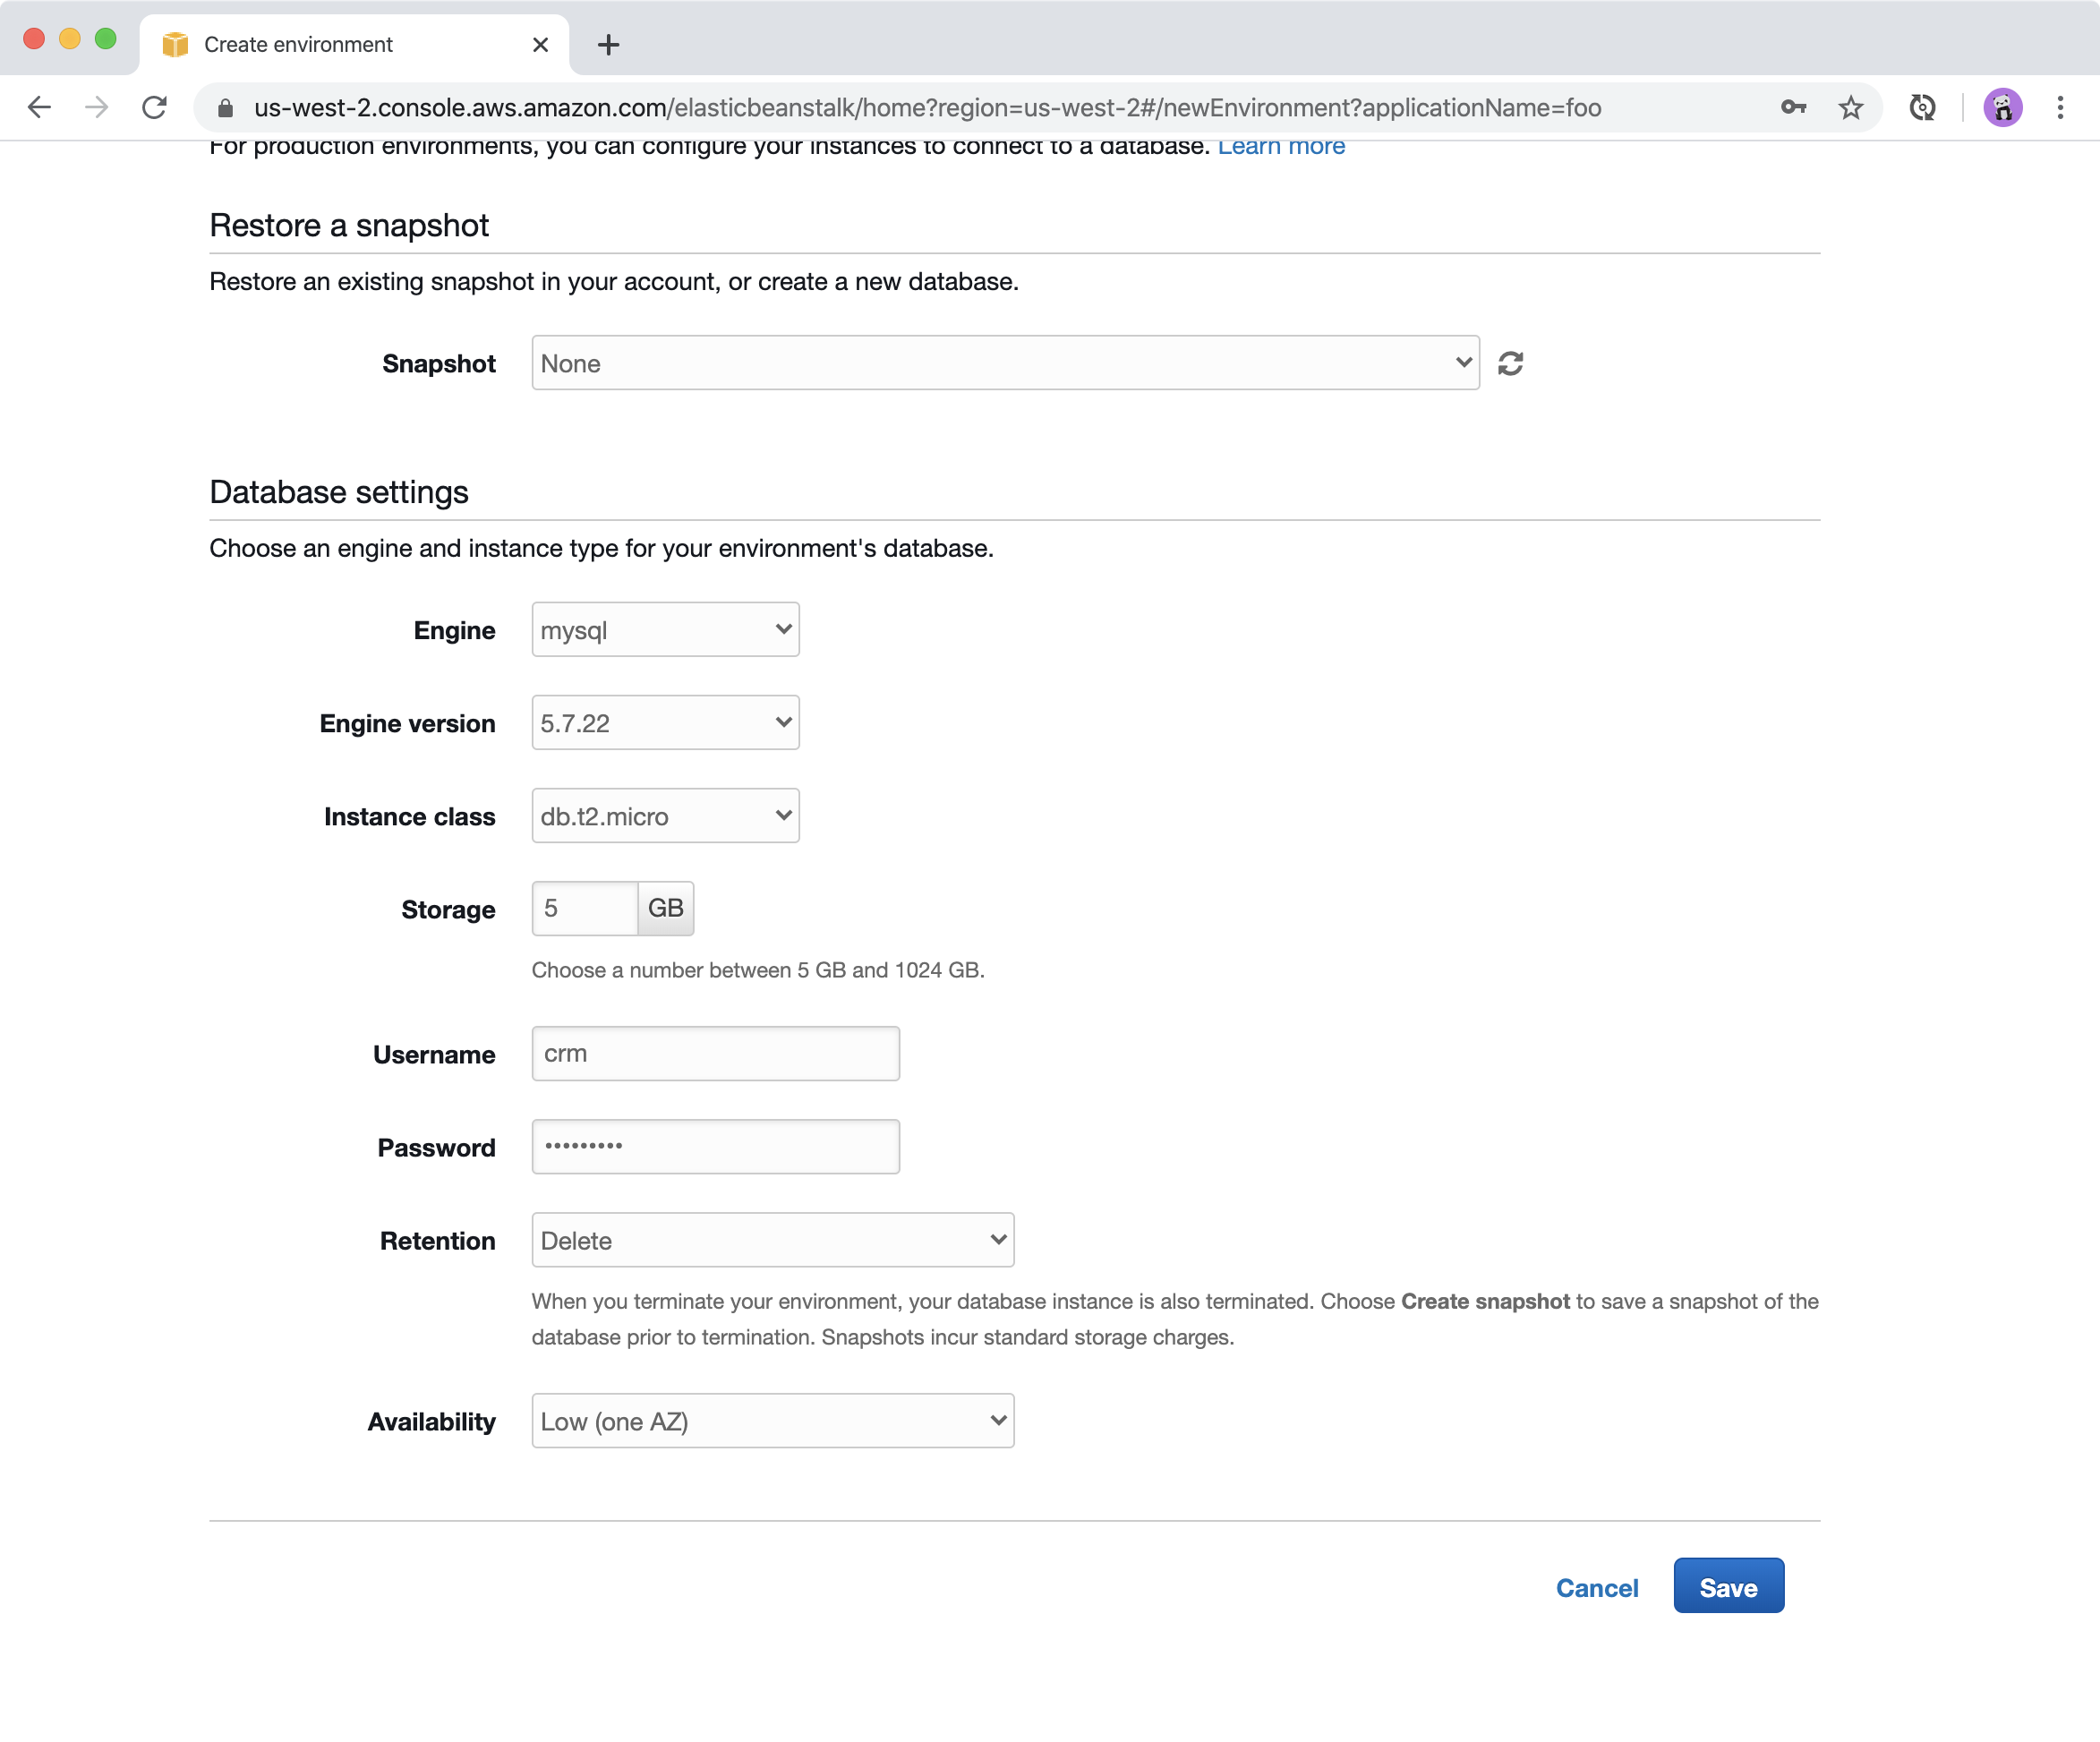 Create environment
us-west-2.console.aws.amazon.com/elasticbeanstalk/home?region=us-west-2#/newEnvironment?applicationName=foo
For production environments, you can configure your instances to connect to a database. Learn more
Restore a snapshot
Restore an existing snapshot in your account, or create a new database.
Snapshot None
Database settings
Choose an engine and instance type for your environment's database.
Engine mysql
Engine version 5.7.22
Instance class db.t2.micro
Storage 5 GB
Choose a number between 5 GB and 1024 GB.
Username crm
Password •••••••••
Retention Delete
When you terminate your environment, your database instance is also terminated. Choose Create snapshot to save a snapshot of the
database prior to termination. Snapshots incur standard storage charges.
Availability Low (one AZ)
Cancel Save